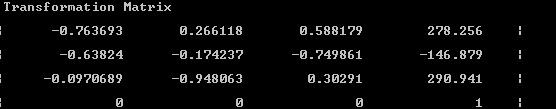 Transformation Matrix
¦ -0.763693 0.266118 0.588179 278.256 ¦
¦ -0.63824 -0.174237 -0.749861 -146.879 ¦
¦ -0.0970689 -0.948063 0.30291 290.941 ¦
¦ 0 0 0 1 ¦